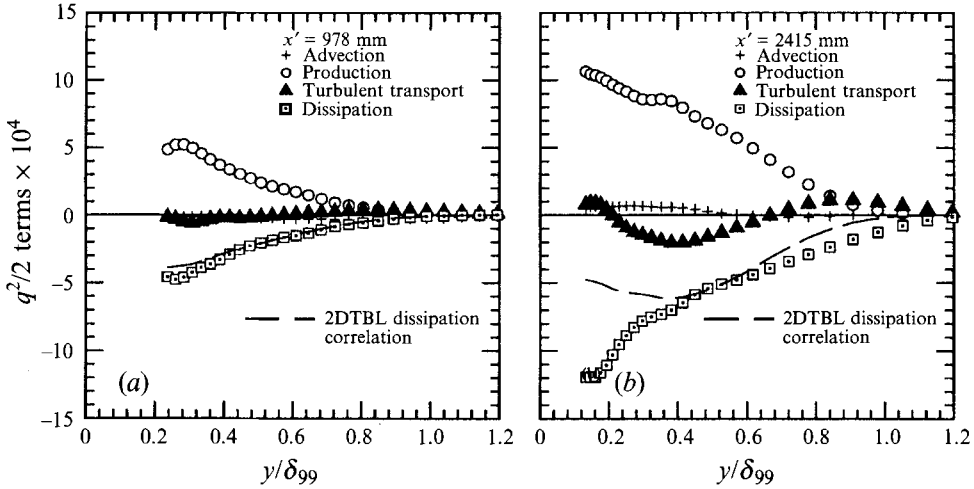 q²/2 terms × 10⁴
15
10
5
0
−5
−10
−15
x′ = 978 mm
+ Advection
○ Production
▲ Turbulent transport
⊡ Dissipation
2DTBL dissipation
correlation
(a)
0 0.2 0.4 0.6 0.8 1.0 1.2
y/δ₉₉
x′ = 2415 mm
Advection +
Production ○
Turbulent transport ▲
Dissipation ⊡
2DTBL dissipation
correlation
(b)
0 0.2 0.4 0.6 0.8 1.0 1.2
y/δ₉₉